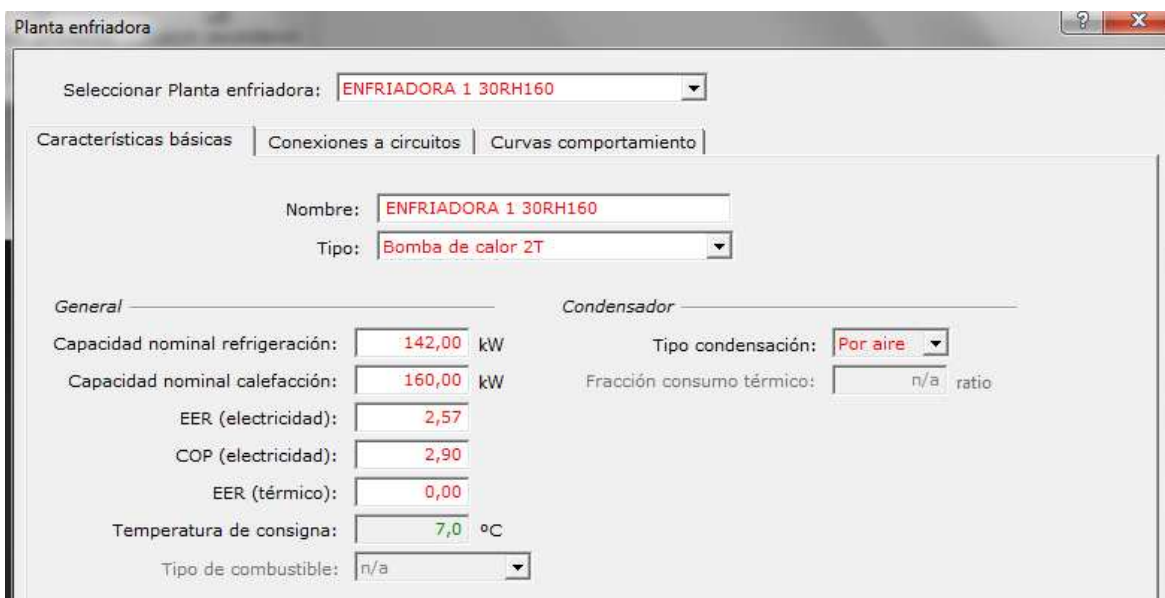 Planta enfriadora
Seleccionar Planta enfriadora: ENFRIADORA 1 30RH160
Características básicas Conexiones a circuitos Curvas comportamiento
Nombre: ENFRIADORA 1 30RH160
Tipo: Bomba de calor 2T
General Condensador
Capacidad nominal refrigeración: 142,00 kW Tipo condensación: Por aire
Capacidad nominal calefacción: 160,00 kW Fracción consumo térmico: n/a ratio
EER (electricidad): 2,57
COP (electricidad): 2,90
EER (térmico): 0,00
Temperatura de consigna: 7,0 ºC
Tipo de combustible: n/a